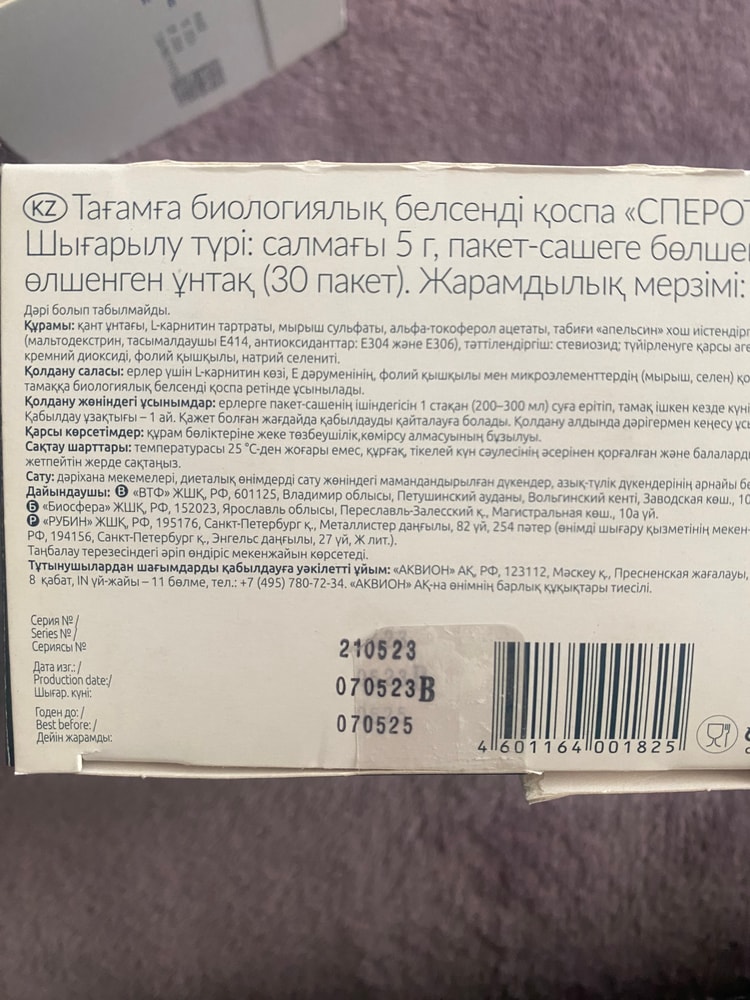 KZ Тағамға биологиялық белсенді қоспа «СПЕРОТ
Шығарылу түрі: салмағы 5 г, пакет-сашеге бөлше
өлшенген ұнтақ (30 пакет). Жарамдылық мерзімі:
Дәрі болып табылмайды.
Құрамы: қант ұнтағы, L-карнитин тартраты, мырыш сульфаты, альфа-токоферол ацетаты, табиғи «апельсин» хош иістендірг
(мальтодекстрин, тасымалдаушы E414, антиоксиданттар: E304 және E306), тәттілендіргіш: стевиозид; түйірленуге қарсы аге
кремний диоксиді, фолий қышқылы, натрий селениті.
Қолдану саласы: ерлер үшін L-карнитин көзі, Е дәруменінің, фолий қышқылы мен микроэлементтердің (мырыш, селен) қо
тамаққа биологиялық белсенді қоспа ретінде ұсынылады.
Қолдану жөніндегі ұсынымдар: ерлерге пакет-сашенің ішіндегісін 1 стақан (200–300 мл) суға ерітіп, тамақ ішкен кезде күні
Қабылдау ұзақтығы – 1 ай. Қажет болған жағдайда қабылдауды қайталауға болады. Қолдану алдында дәрігермен кеңесу ұсы
Қарсы көрсетімдер: құрам бөліктеріне жеке төзбеушілік,көмірсу алмасуының бұзылуы.
Сақтау шарттары: температурасы 25 °C-ден жоғары емес, құрғақ, тікелей күн сәулесінің әсерінен қорғалған және балалард
жетпейтін жерде сақтаңыз.
Сату: дәріхана мекемелері, диеталық өнімдерді сату жөніндегі мамандандырылған дүкендер, азық-түлік дүкендерінің арнайы бө
Дайындаушы: В «ВТФ» ЖШҚ, РФ, 601125, Владимир облысы, Петушинский ауданы, Вольгинский кенті, Заводская көш., 10
Б «Биосфера» ЖШҚ, РФ, 152023, Ярославль облысы, Переславль-Залесский қ., Магистральная көш., 10а үй.
Р «РУБИН» ЖШҚ, РФ, 195176, Санкт-Петербург қ., Металлистер даңғылы, 82 үй, 254 пәтер (өнімді шығару қызметінің мекен-
РФ, 194156, Санкт-Петербург қ., Энгельс даңғылы, 27 үй, Ж лит.).
Таңбалау терезесіндегі әріп өндіріс мекенжайын көрсетеді.
Тұтынушылардан шағымдарды қабылдауға уәкілетті ұйым: «АКВИОН» АҚ, РФ, 123112, Мәскеу қ., Пресненская жағалауы,
8 қабат, IN үй-жайы – 11 бөлме, тел.: +7 (495) 780-72-34. «АКВИОН» АҚ-на өнімнің барлық құқықтары тиесілі.
Серия №/
Series №/
Сериясы №
210523
Дата изг.: /
Production date:/
Шығар. күні:
070523В
Годен до: /
Best before: /
Дейін жарамды:
070525
4 601164 001825